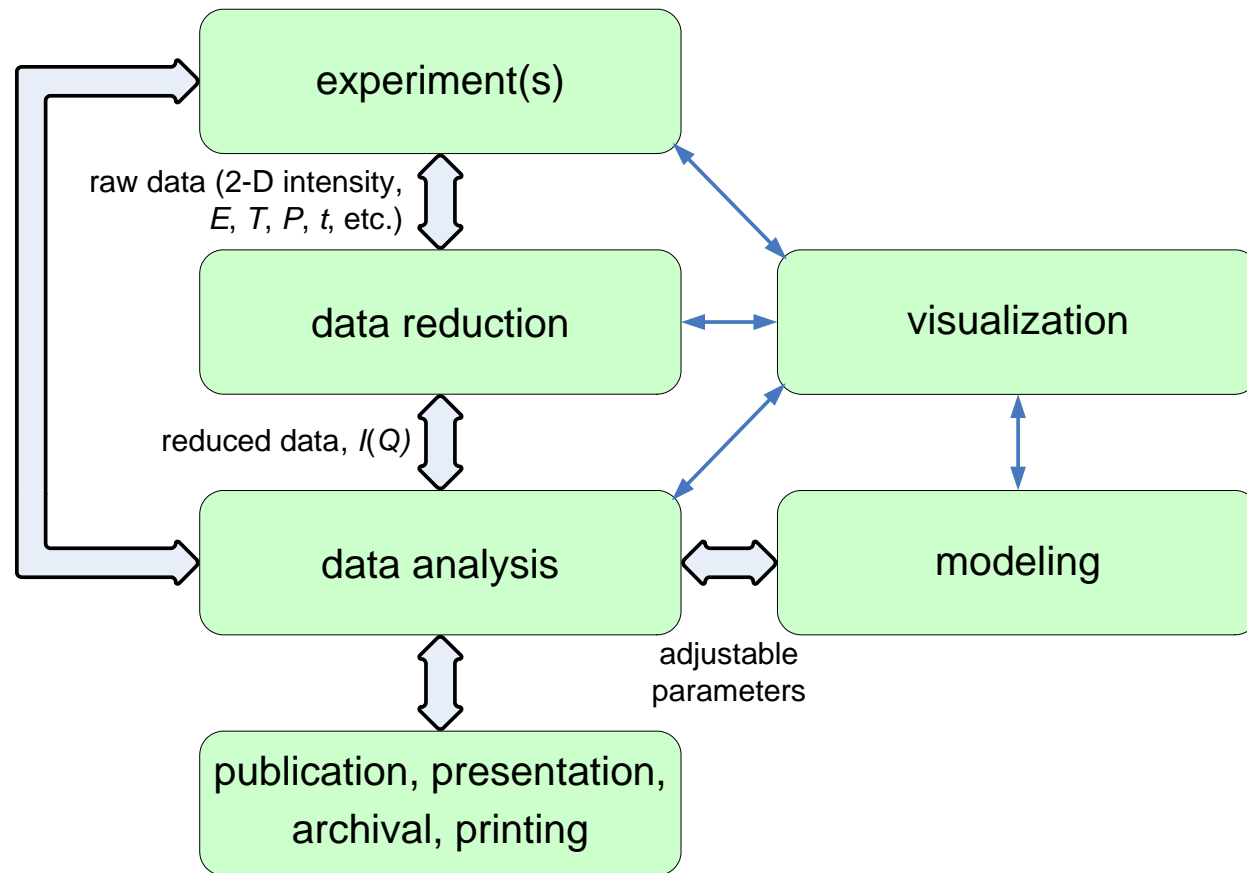 experiment(s)
raw data (2-D intensity,
E, T, P, t, etc.)
data reduction
visualization
reduced data, I(Q)
data analysis
modeling
adjustable
parameters
publication, presentation,
archival, printing